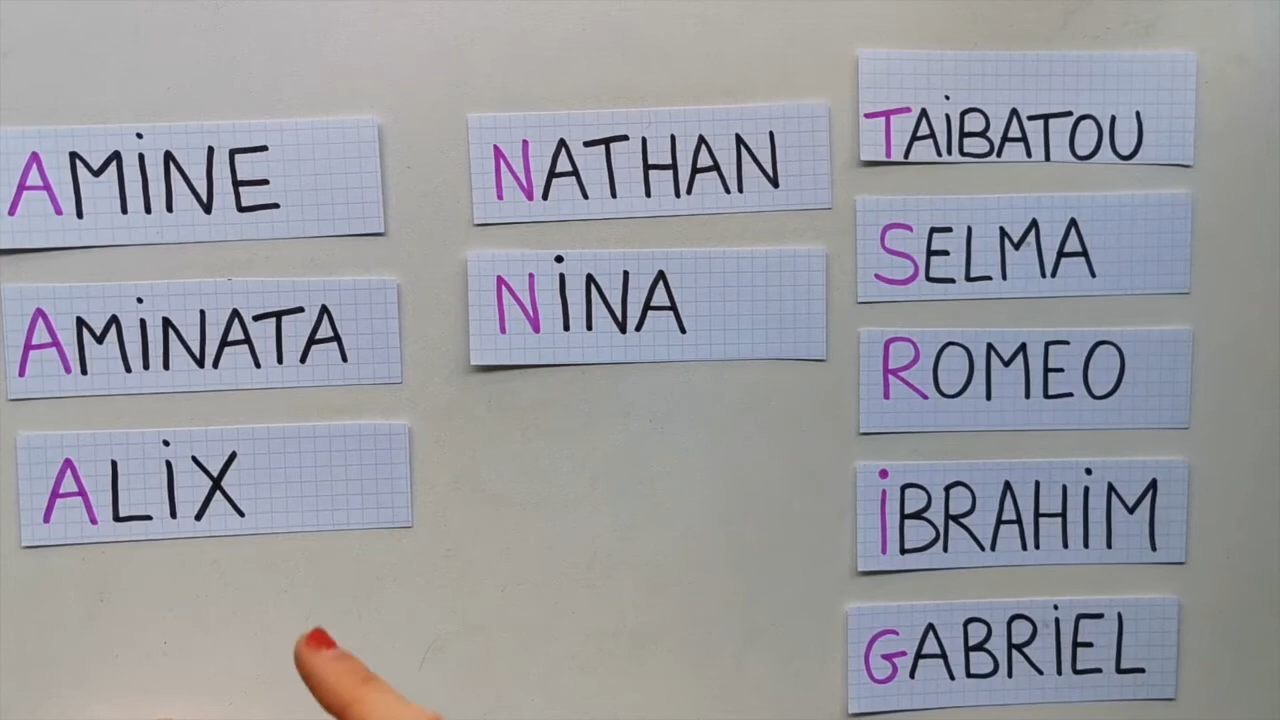 AMiNE
AMiNATA
ALiX
NATHAN
NiNA
TAiBATOU
SELMA
ROMEO
iBRAHiM
GABRiEL